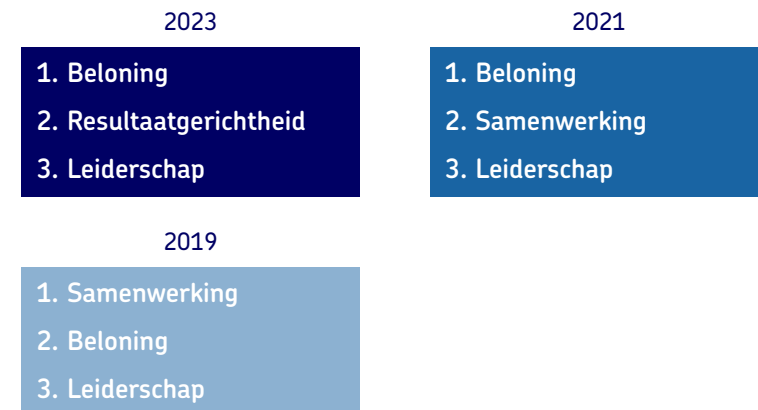 2023
1. Beloning
2. Resultaatgerichtheid
3. Leiderschap
2021
1. Beloning
2. Samenwerking
3. Leiderschap
2019
1. Samenwerking
2. Beloning
3. Leiderschap